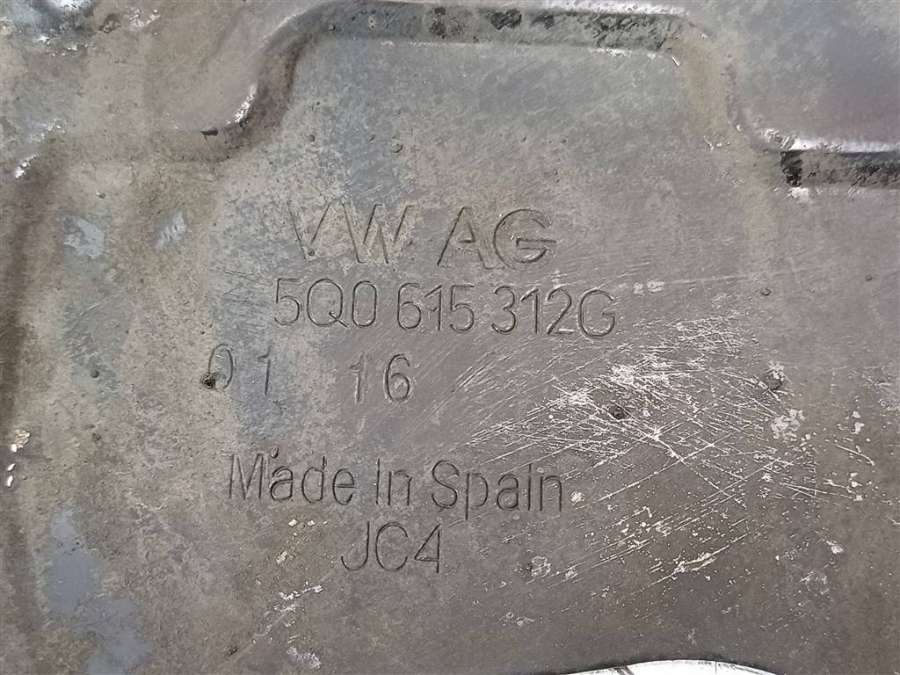 VW AG
5Q0 615 312G
01 16
Made In Spain
JC4